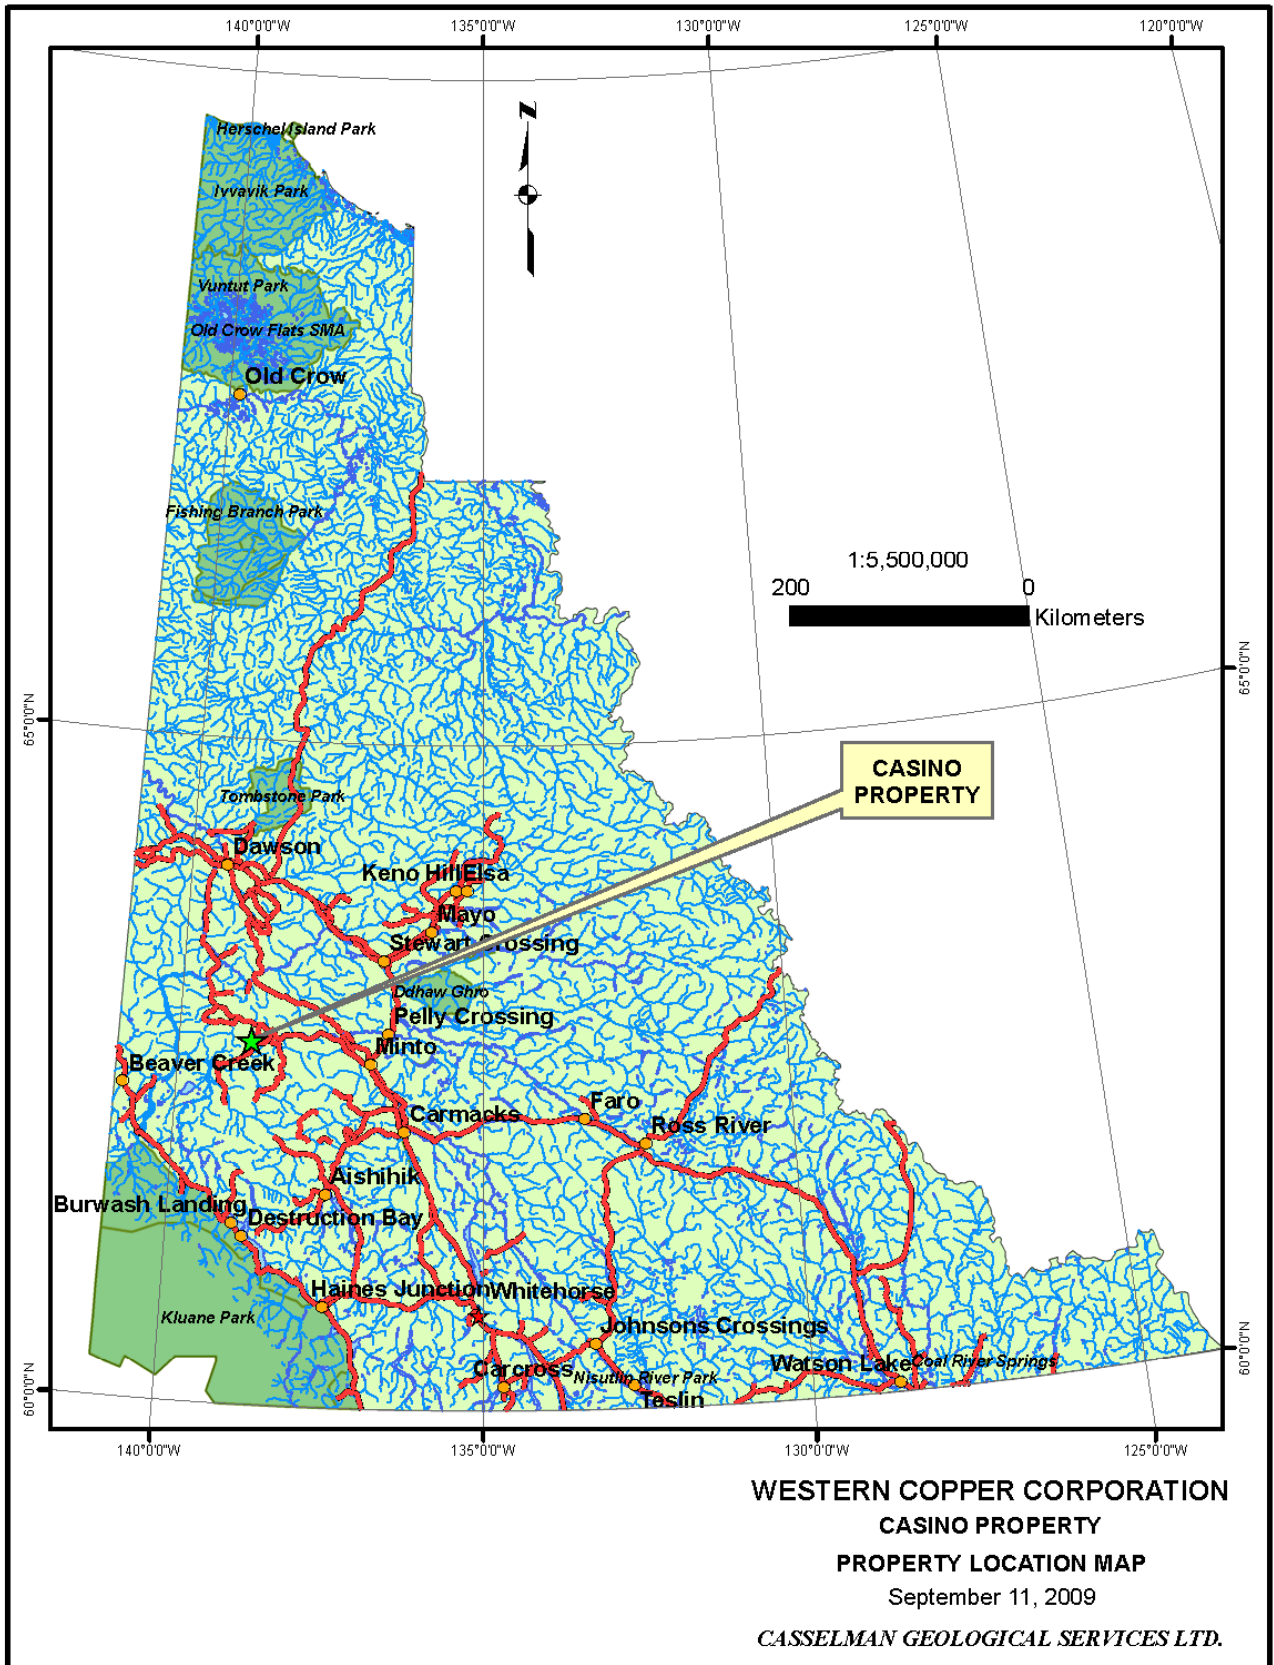 140°0'0"W 135°0'0"W 130°0'0"W 125°0'0"W 120°0'0"W
Herschel Island Park
Ivvavik Park
Vuntut Park
Old Crow Flats SMA
Old Crow
Fishing Branch Park
1:5,500,000
200 0
Kilometers
65°0'0"N 65°0'0"N
CASINO
PROPERTY
Tombstone Park
Dawson
Keno Hill Elsa
Mayo
Stewart Crossing
Ddhaw Ghro
Pelly Crossing
Minto
Beaver Creek
Faro
Carmacks
Ross River
Aishihik
Burwash Landing
Destruction Bay
Haines Junction Whitehorse
Kluane Park
Johnsons Crossings
Carcross
Nisutlin River Park
Watson Lake
Coal River Springs
Teslin
60°0'0"N 60°0'0"N
140°0'0"W 135°0'0"W 130°0'0"W 125°0'0"W
WESTERN COPPER CORPORATION
CASINO PROPERTY
PROPERTY LOCATION MAP
September 11, 2009
CASSELMAN GEOLOGICAL SERVICES LTD.
N